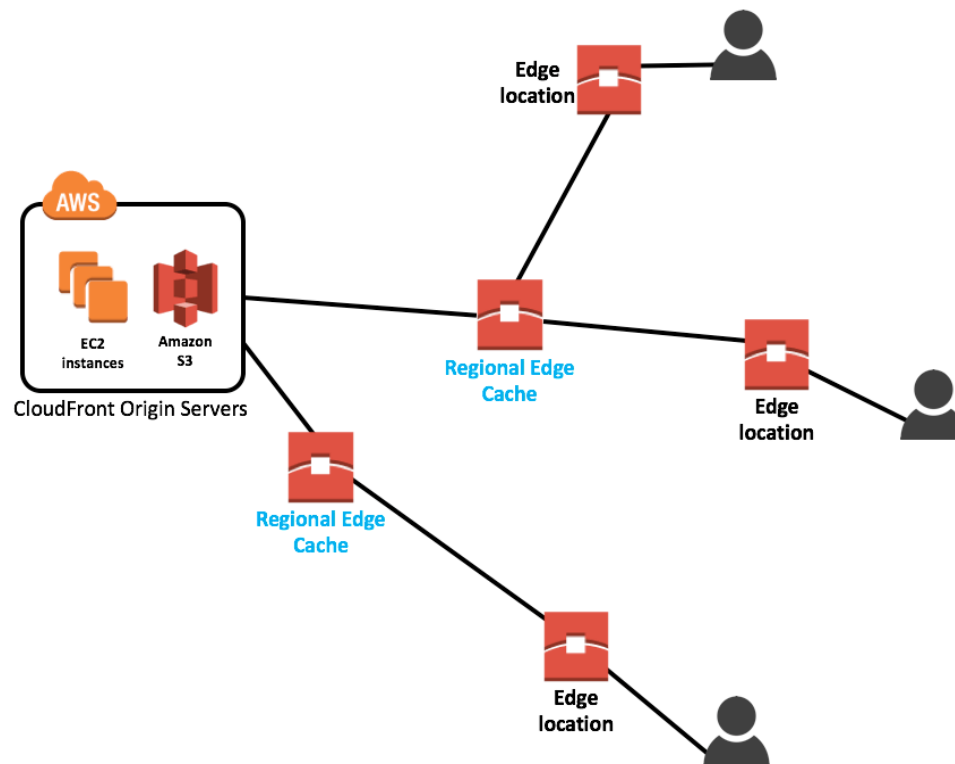 Edge
location
AWS
EC2
instances
Amazon
S3
CloudFront Origin Servers
Regional Edge
Cache
Edge
location
Regional Edge
Cache
Edge
location